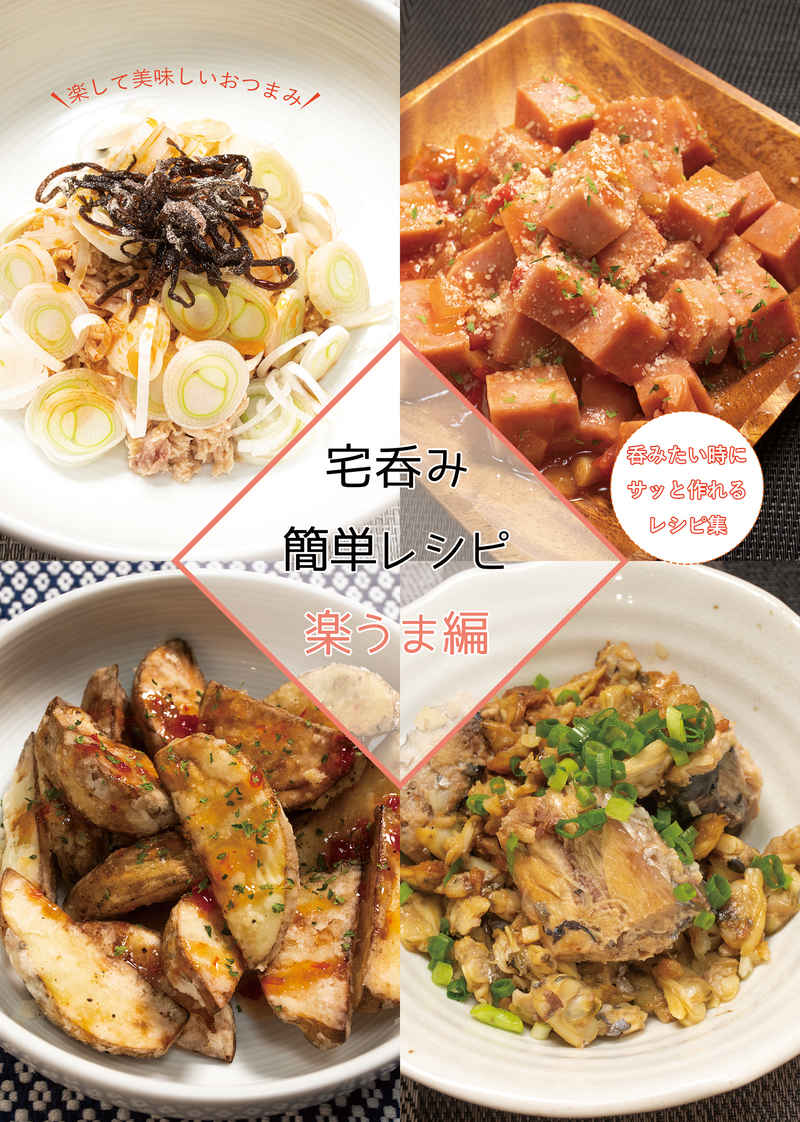 楽して美味しいおつまみ
宅呑み
簡単レシピ
楽うま編
呑みたい時に
サッと作れる
レシピ集